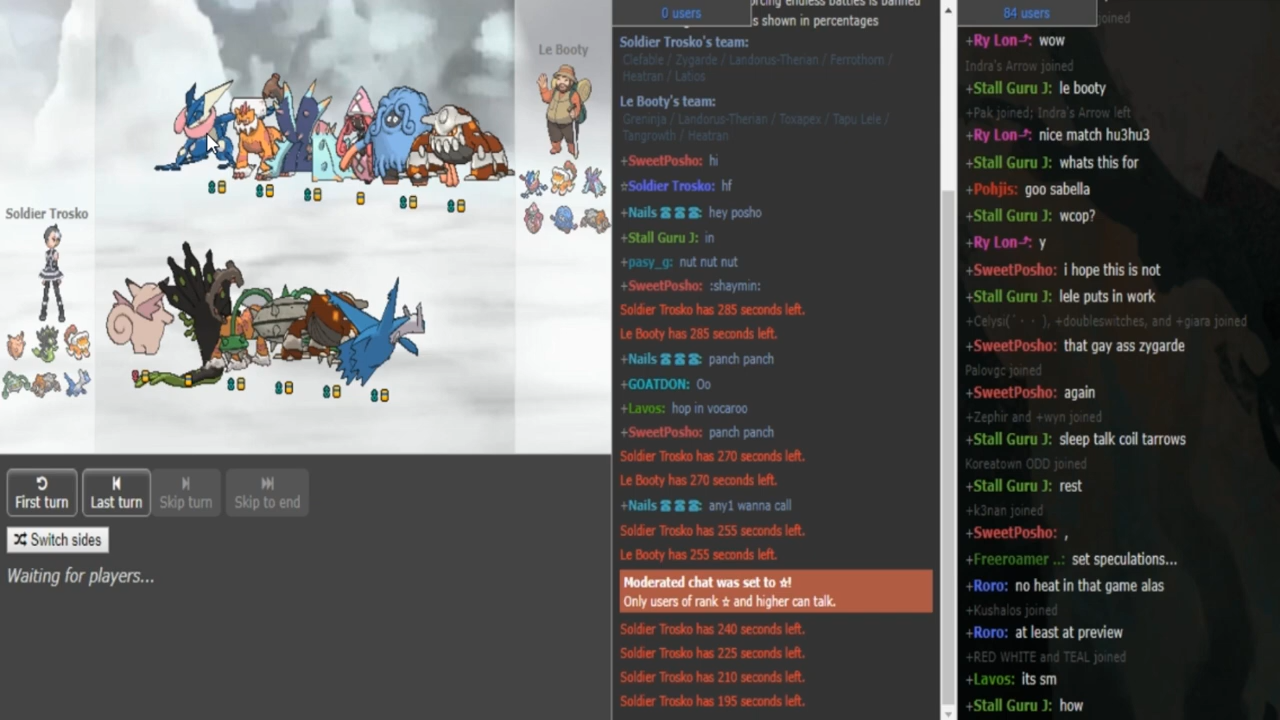 Le Booty
Soldier Trosko
First turn
Last turn
Skip turn
Skip to end
Switch sides
Waiting for players...
0 users
rcing endless battles is banned
s shown in percentages
Soldier Trosko's team:
Clefable / Zygarde / Landorus-Therian / Ferrothorn /
Heatran / Latios
Le Booty's team:
Greninja / Landorus-Therian / Toxapex / Tapu Lele /
Tangrowth / Heatran
+SweetPosho: hi
☆Soldier Trosko: hf
+Nails ☎☎☎: hey posho
+Stall Guru J: in
+pasy_g: nut nut nut
+SweetPosho: :shaymin:
Soldier Trosko has 285 seconds left.
Le Booty has 285 seconds left.
+Nails ☎☎☎: panch panch
+GOATDON: Oo
+Lavos: hop in vocaroo
+SweetPosho: panch panch
Soldier Trosko has 270 seconds left.
Le Booty has 270 seconds left.
+Nails ☎☎☎: any1 wanna call
Soldier Trosko has 255 seconds left.
Le Booty has 255 seconds left.
Moderated chat was set to ☆!
Only users of rank ☆ and higher can talk.
Soldier Trosko has 240 seconds left.
Soldier Trosko has 225 seconds left.
Soldier Trosko has 210 seconds left.
Soldier Trosko has 195 seconds left.
84 users
joined
+Ry Lon⤴: wow
Indra's Arrow joined
+Stall Guru J: le booty
+Pak joined; Indra's Arrow left
+Ry Lon⤴: nice match hu3hu3
+Stall Guru J: whats this for
+Pohjis: goo sabella
+Stall Guru J: wcop?
+Ry Lon⤴: y
+SweetPosho: i hope this is not
+Stall Guru J: lele puts in work
+doubleswitches, and +giara joined
+SweetPosho: that gay ass zygarde
Palovgc joined
+SweetPosho: again
+Zephir and +wyn joined
+Stall Guru J: sleep talk coil tarrows
Koreatown ODD joined
+Stall Guru J: rest
+k3nan joined
+SweetPosho: ,
+Freeroamer ..: set speculations...
+Roro: no heat in that game alas
+Kushalos joined
+Roro: at least at preview
+RED WHITE and TEAL joined
+Lavos: its sm
+Stall Guru J: how